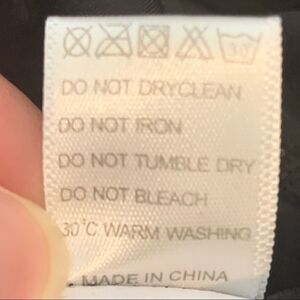 30
DO NOT DRYCLEAN
DO NOT IRON
DO NOT TUMBLE DRY
DO NOT BLEACH
30°C WARM WASHING
MADE IN CHINA